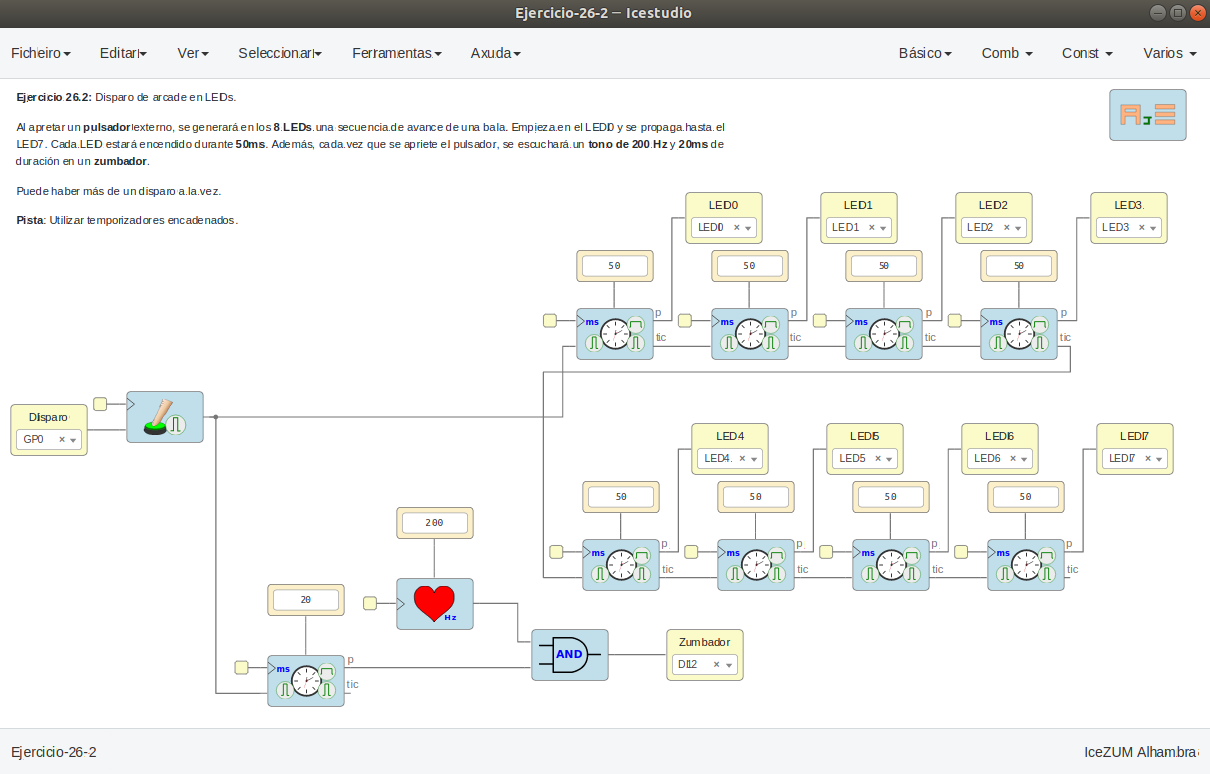 Ejercicio-26-2 — Icestudio
Ficheiro Editar Ver Seleccionar Ferramentas Axuda Básico Comb Const Varios
Ejercicio 26.2: Disparo de arcade en LEDs.
Al apretar un pulsador externo, se generará en los 8 LEDs una secuencia de avance de una bala. Empieza en el LED0 y se propaga hasta el
LED7. Cada LED estará encendido durante 50ms. Además, cada vez que se apriete el pulsador, se escuchará un tono de 200 Hz y 20ms de
duración en un zumbador.
Puede haber más de un disparo a la vez.
Pista: Utilizar temporizadores encadenados.
LED0 LED1 LED2 LED3
LED0 LED1 LED2 LED3
50 50 50 50
ms p ms p ms p ms p
tic tic tic tic
Disparo
GP0
LED4 LED5 LED6 LED7
LED4 LED5 LED6 LED7
50 50 50 50
ms p ms p ms p ms p
tic tic tic tic
200
Hz
20
ms p
tic
AND
Zumbador
D12
Ejercicio-26-2 IceZUM Alhambra